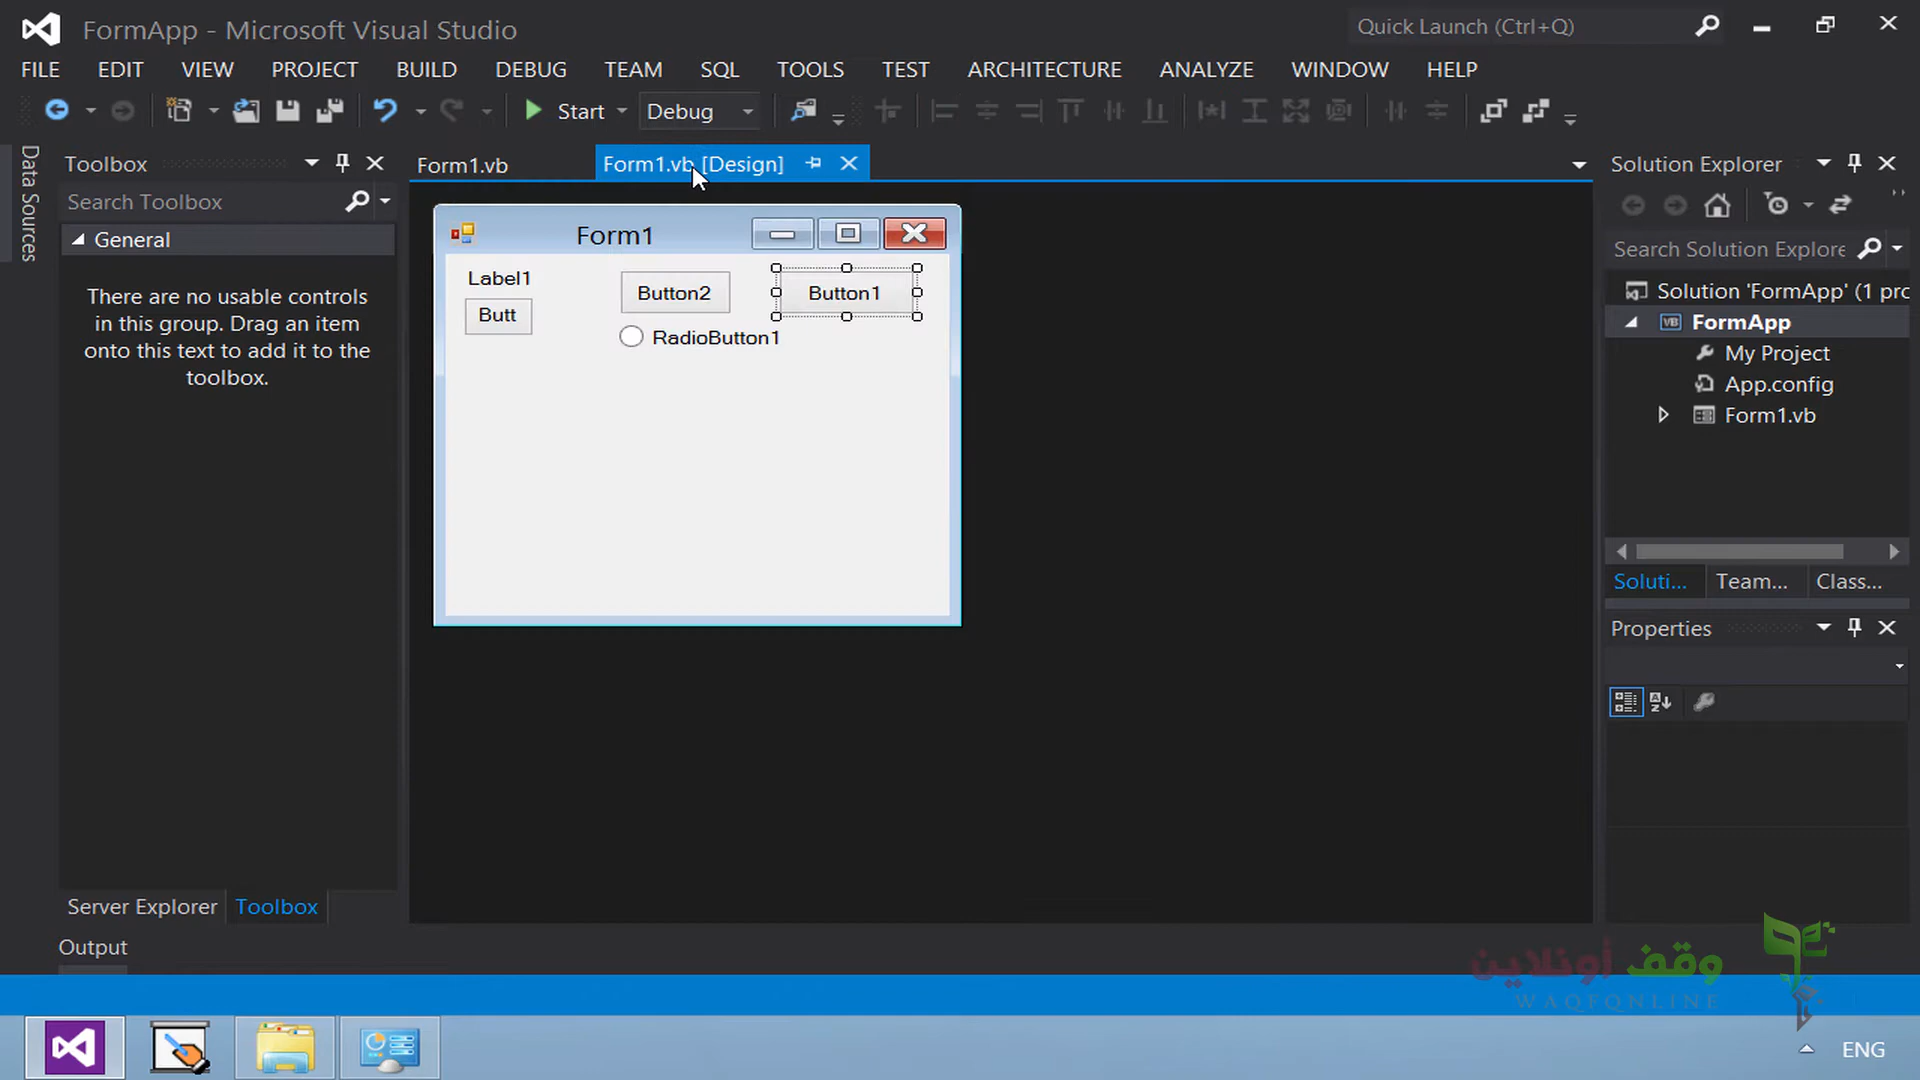 FormApp - Microsoft Visual Studio
Quick Launch (Ctrl+Q)
FILE EDIT VIEW PROJECT BUILD DEBUG TEAM SQL TOOLS TEST ARCHITECTURE ANALYZE WINDOW HELP
Start Debug
Data Sources
Toolbox
Search Toolbox
General
There are no usable controls
in this group. Drag an item
onto this text to add it to the
toolbox.
Server Explorer Toolbox
Output
Form1.vb Form1.vb [Design]
Form1
Label1 Button2 Button1
Butt
RadioButton1
Solution Explorer
Search Solution Explore
Solution 'FormApp' (1 pro
VB FormApp
My Project
App.config
Form1.vb
Soluti... Team... Class...
Properties
وقف أونلاين
WAQFONLINE
ENG